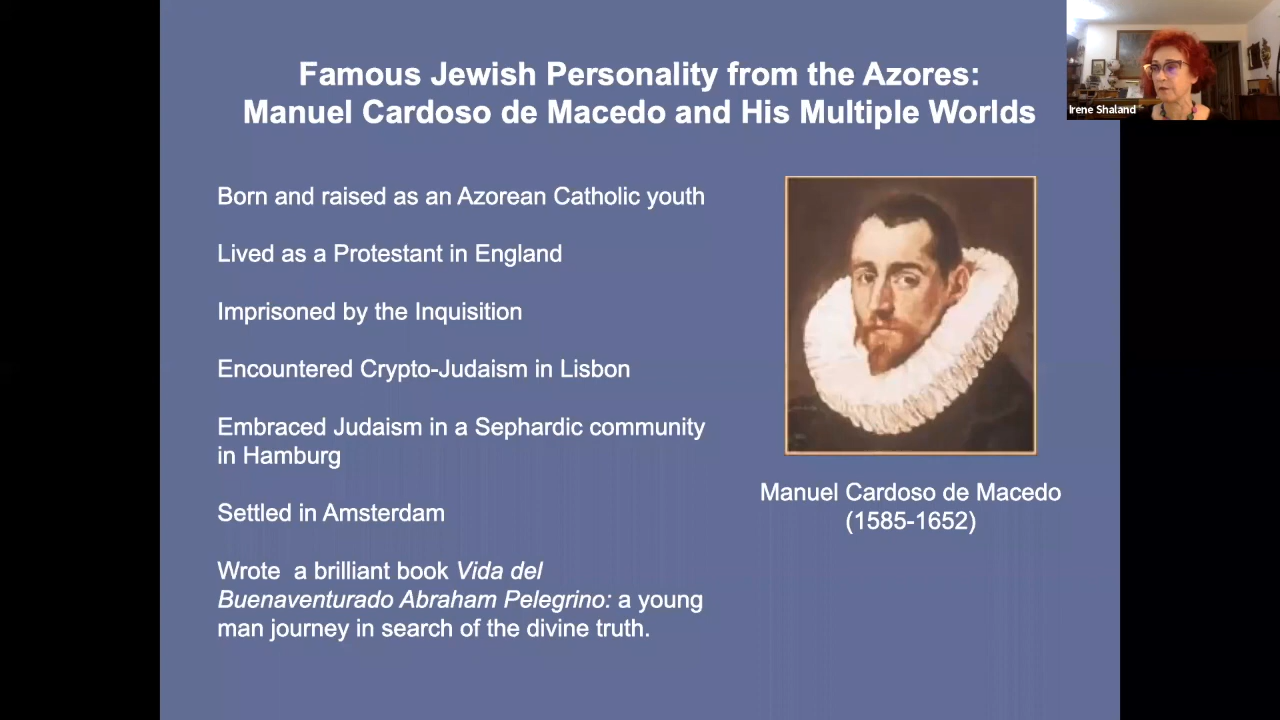 Famous Jewish Personality from the Azores:
Manuel Cardoso de Macedo and His Multiple Worlds
Irene Shaland
Born and raised as an Azorean Catholic youth
Lived as a Protestant in England
Imprisoned by the Inquisition
Encountered Crypto-Judaism in Lisbon
Embraced Judaism in a Sephardic community
in Hamburg
Settled in Amsterdam
Wrote a brilliant book Vida del
Buenaventurado Abraham Pelegrino: a young
man journey in search of the divine truth.
Manuel Cardoso de Macedo
(1585-1652)